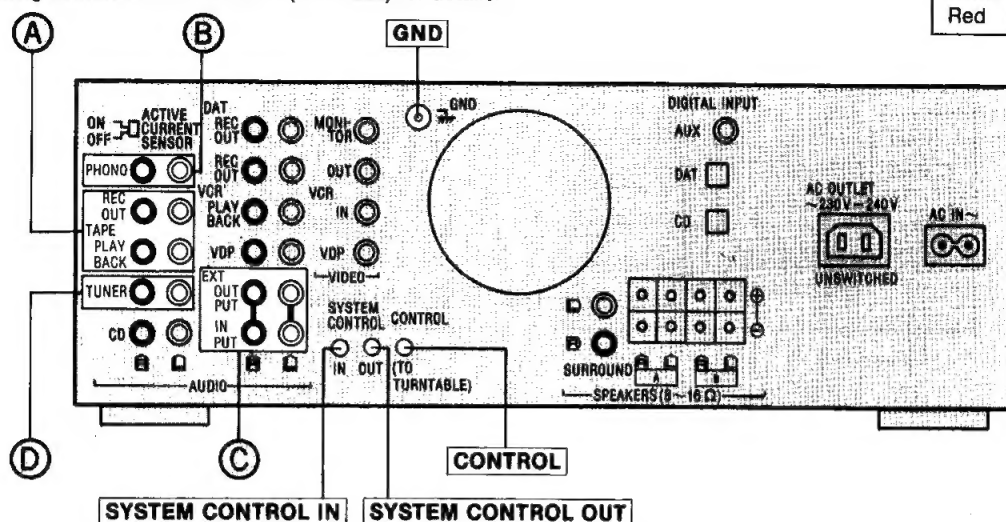 Red
A
B
GND
ON
OFF
ACTIVE
CURRENT
SENSOR
DAT
REC
OUT
MONI-
TOR
GND
DIGITAL INPUT
AUX
PHONO
REC
OUT
OUT
DAT
AC OUTLET
~230V-240V
AC IN~
REC
OUT
TAPE
VCR
PLAY
BACK
VCR
IN
CD
PLAY
BACK
VDP
VDP
VIDEO
UNSWITCHED
TUNER
EXT
OUT
PUT
IN
PUT
SYSTEM
CONTROL
CONTROL
CD
IN
OUT
(TO
TURNTABLE)
SURROUND
A
B
AUDIO
SPEAKERS(8~16Ω)
D
C
CONTROL
SYSTEM CONTROL IN
SYSTEM CONTROL OUT